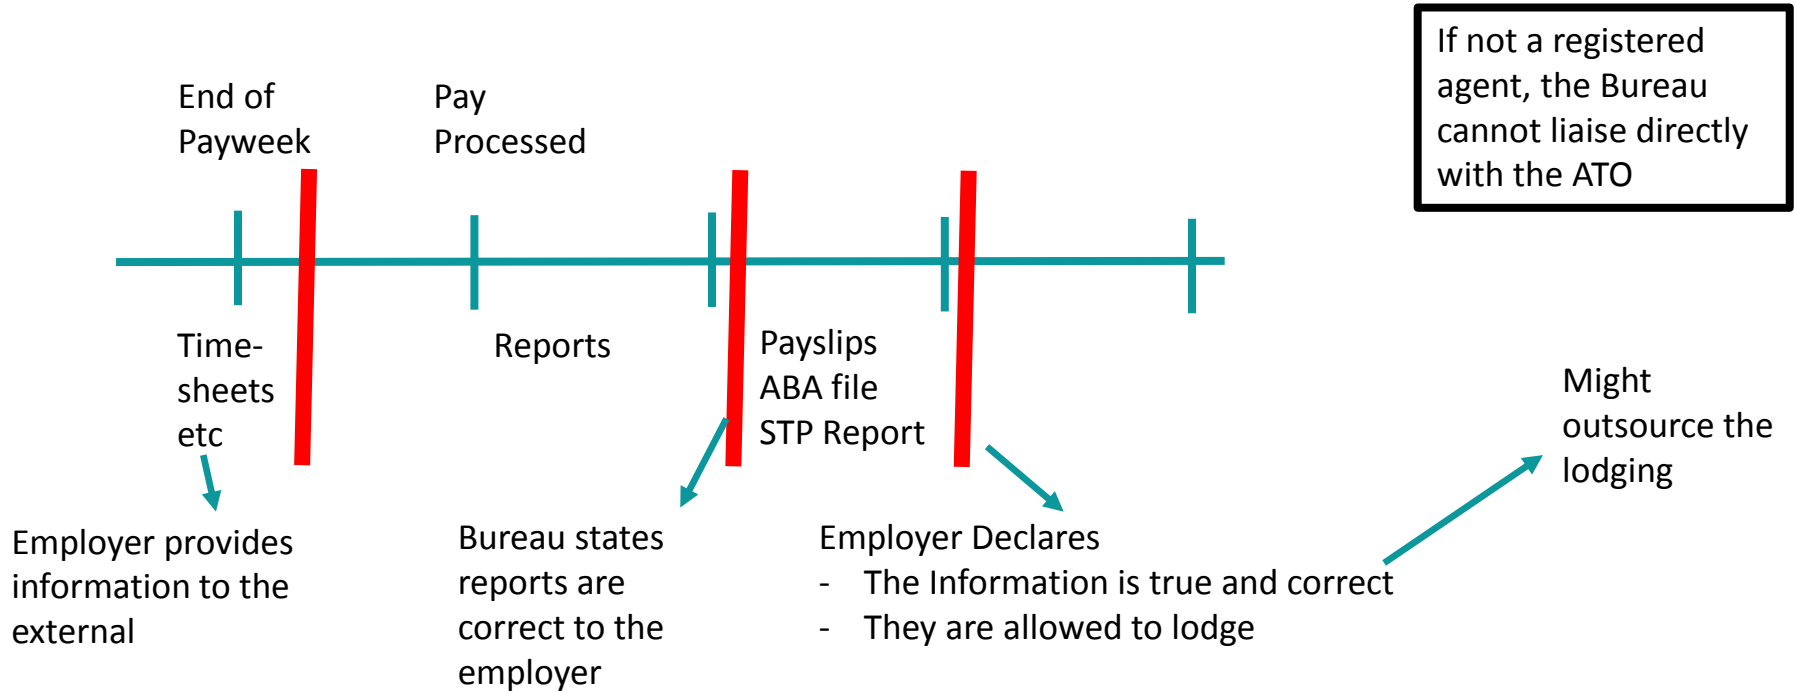 If not a registered
agent, the Bureau
cannot liaise directly
with the ATO
End of
Payweek
Pay
Processed
Time-
sheets
etc
Reports
Payslips
ABA file
STP Report
Might
outsource the
lodging
Employer provides
information to the
external
Bureau states
reports are
correct to the
employer
Employer Declares
- The Information is true and correct
- They are allowed to lodge